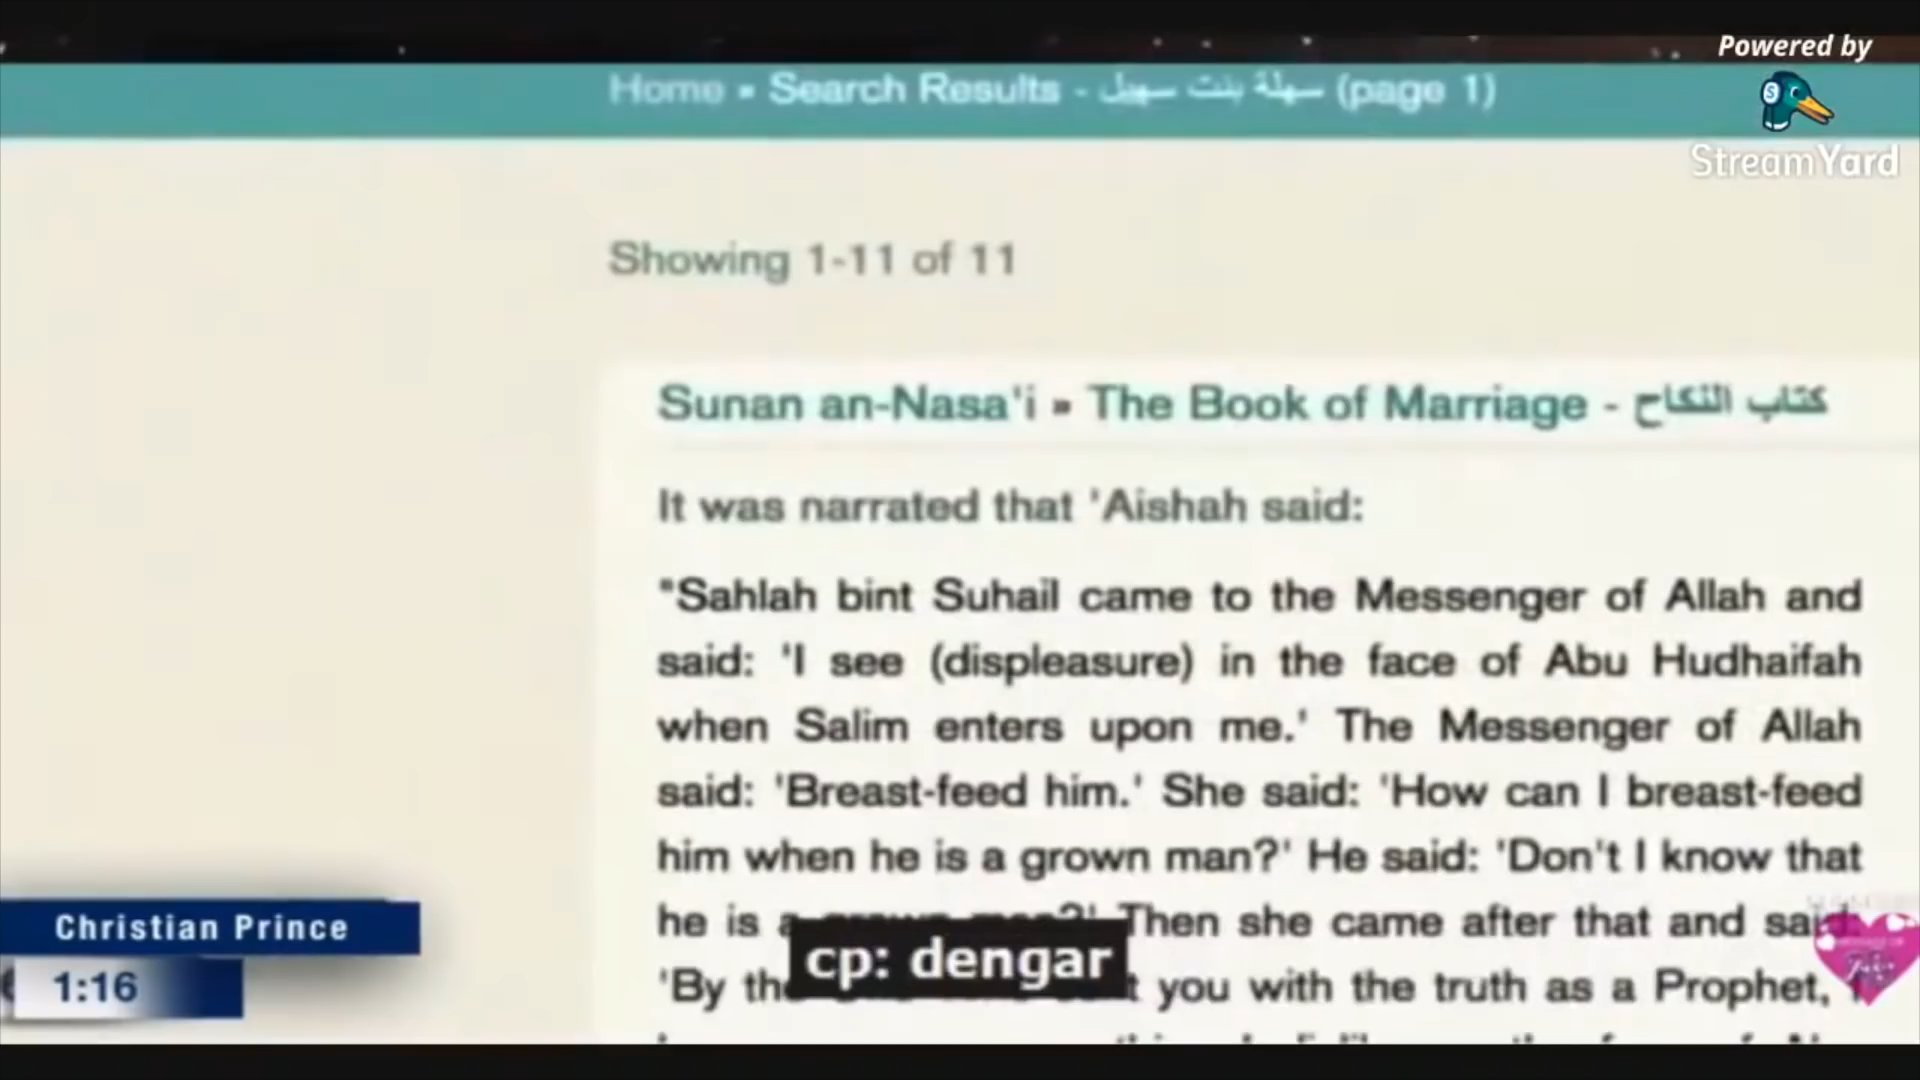 Powered by
StreamYard
Home » Search Results - سهلة بنت سهيل (page 1)
Showing 1-11 of 11
Sunan an-Nasa'i » The Book of Marriage - كتاب النكاح
It was narrated that 'Aishah said:
"Sahlah bint Suhail came to the Messenger of Allah and
said: 'I see (displeasure) in the face of Abu Hudhaifah
when Salim enters upon me.' The Messenger of Allah
said: 'Breast-feed him.' She said: 'How can I breast-feed
him when he is a grown man?' He said: 'Don't I know that
he is a man?' Then she came after that and said:
'By you with the truth as a Prophet, I
cp: dengar
Christian Prince
1:16